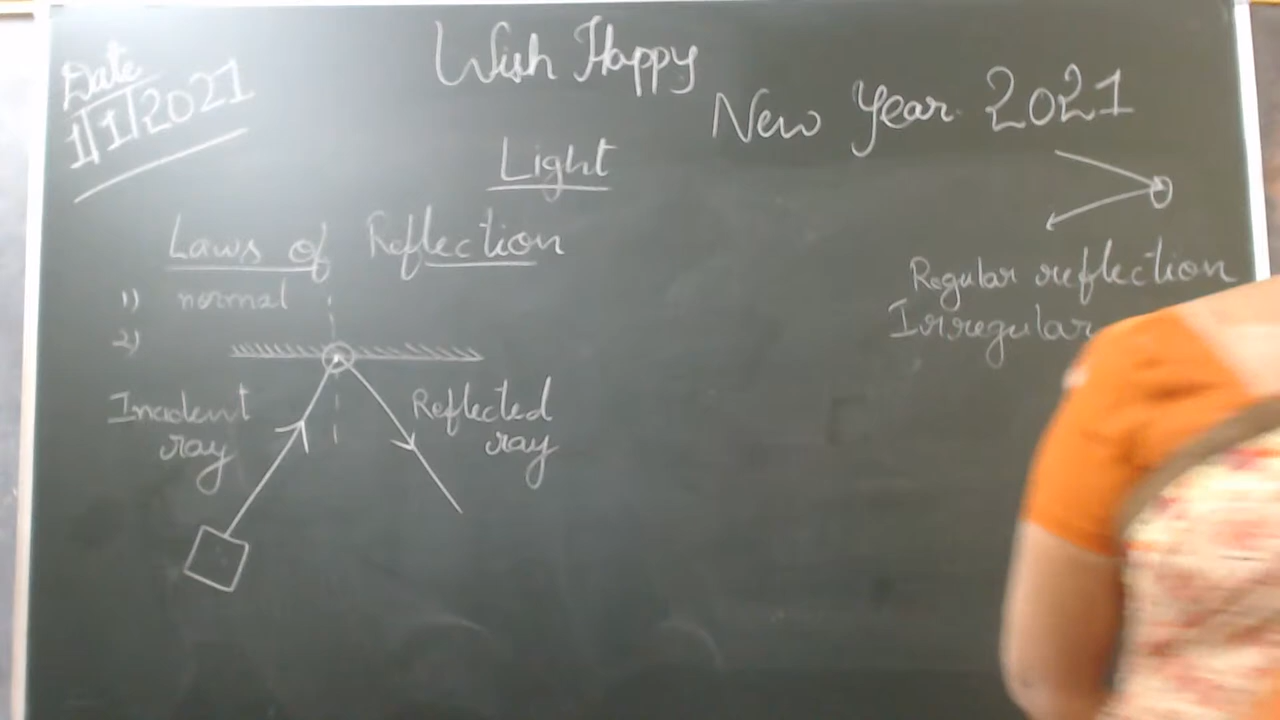 Date
1/1/2021
Wish Happy
New Year 2021
Light
Laws of Reflection
1) normal
2)
Incident
ray
Reflected
ray
Regular reflection
Irregular